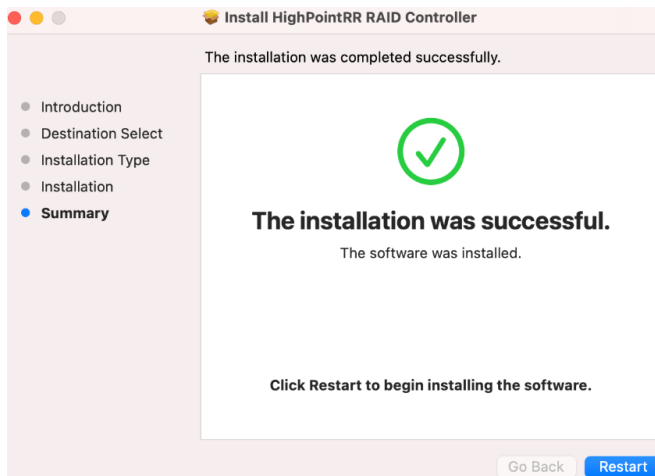 Install HighPointRR RAID Controller
The installation was completed successfully.
Introduction
Destination Select
Installation Type
Installation
Summary
The installation was successful.
The software was installed.
Click Restart to begin installing the software.
Go Back
Restart